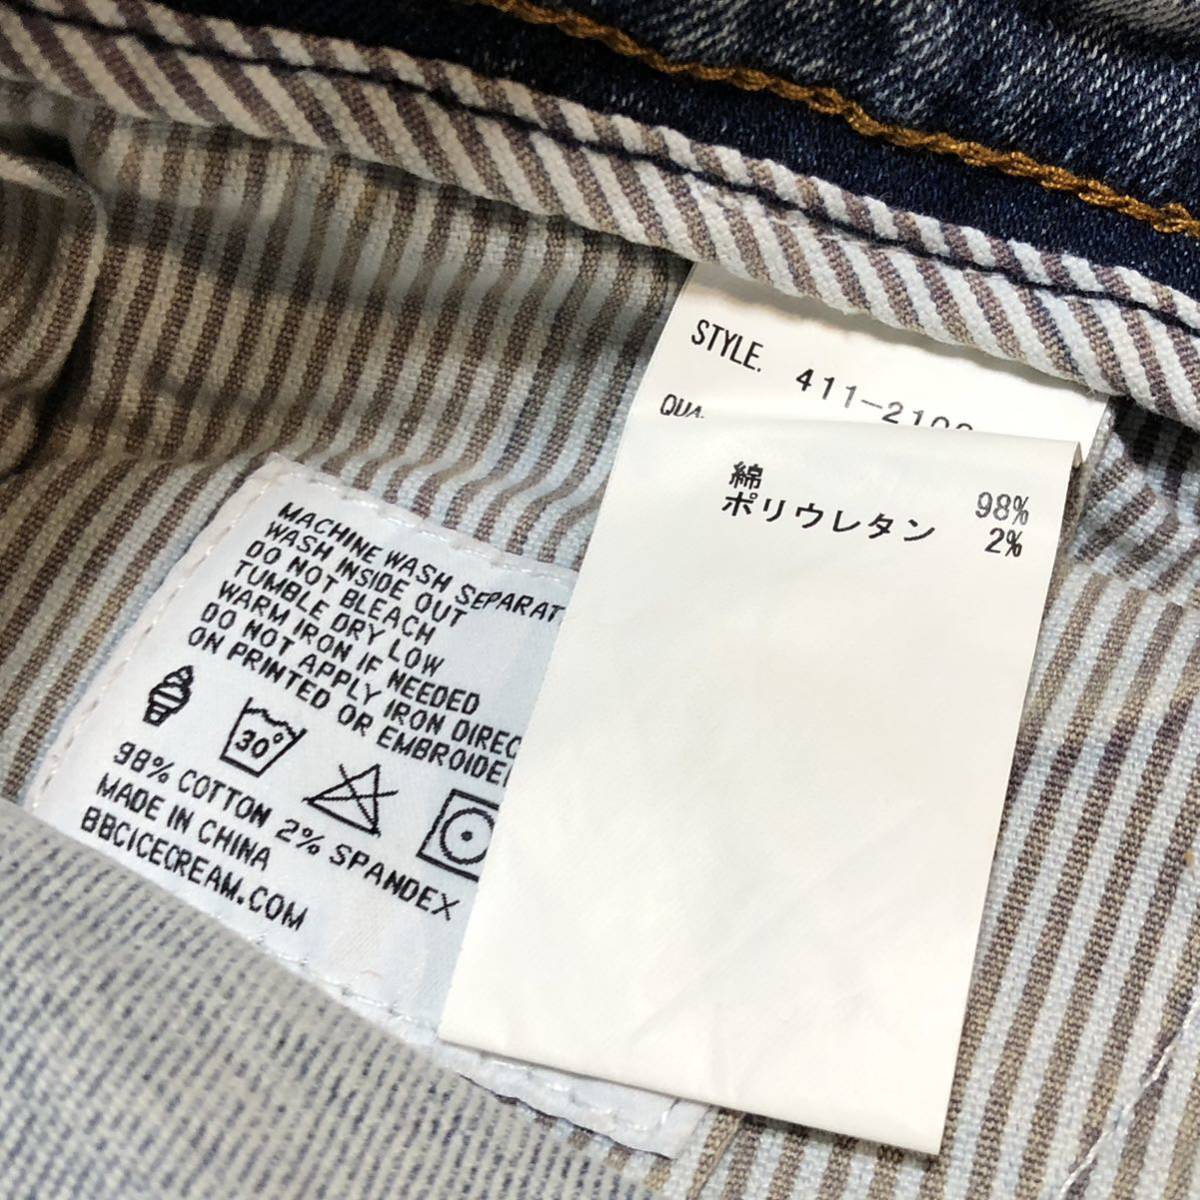 STYLE. 411-2100
QUA.
綿 98%
ポリウレタン 2%
MACHINE WASH SEPARAT
WASH INSIDE OUT
DO NOT BLEACH
TUMBLE DRY LOW
WARM IRON IF NEEDED
DO NOT APPLY IRON DIREC
ON PRINTED OR EMBROIDE
30°
98% COTTON 2% SPANDEX
MADE IN CHINA
BBCICECREAM.COM